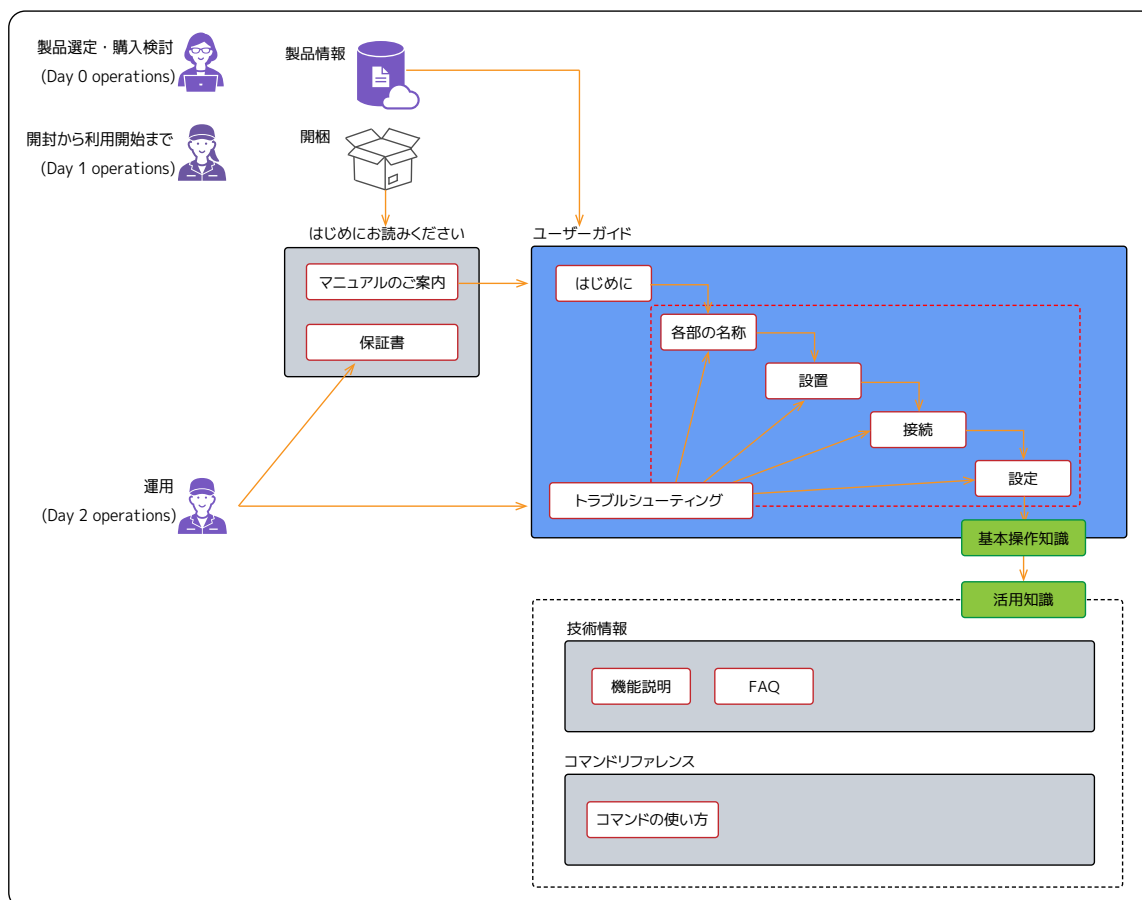 製品選定・購入検討
(Day 0 operations)
製品情報
開封から利用開始まで
(Day 1 operations)
開梱
はじめにお読みください
マニュアルのご案内
保証書
ユーザーガイド
はじめに
各部の名称
設置
接続
設定
トラブルシューティング
運用
(Day 2 operations)
基本操作知識
活用知識
技術情報
機能説明
FAQ
コマンドリファレンス
コマンドの使い方